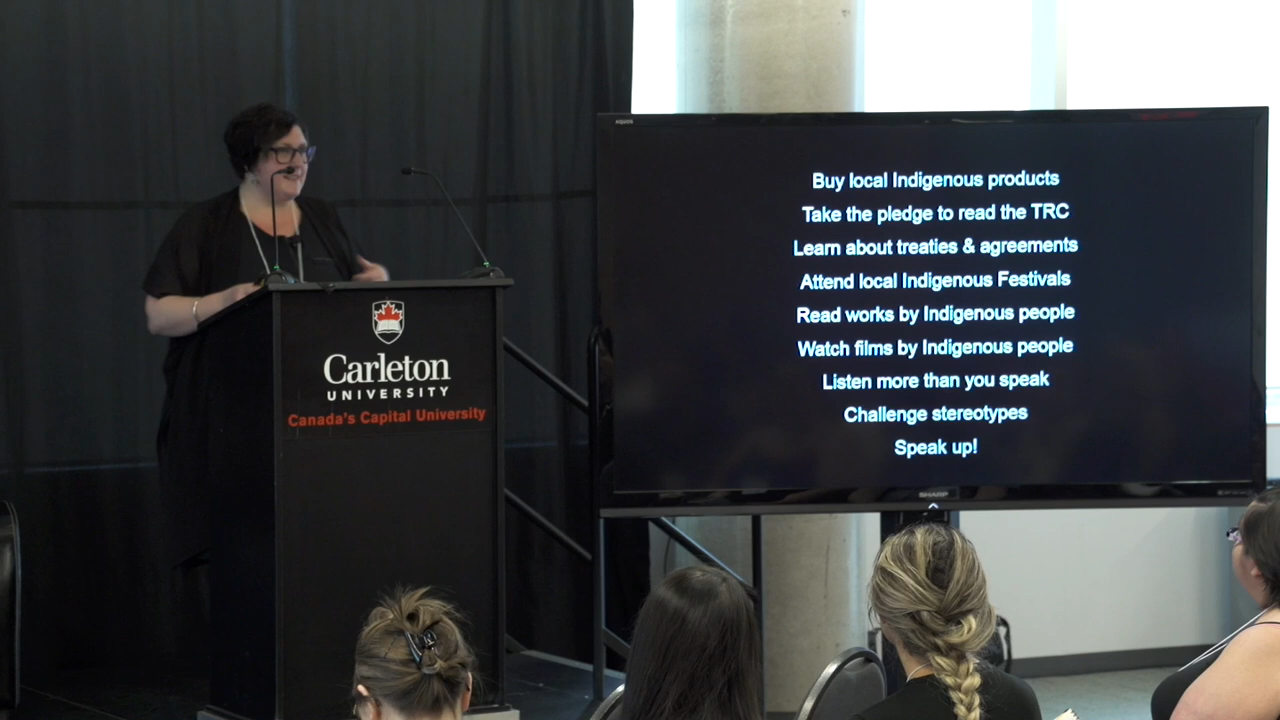 Buy local Indigenous products
Take the pledge to read the TRC
Learn about treaties & agreements
Attend local Indigenous Festivals
Read works by Indigenous people
Watch films by Indigenous people
Listen more than you speak
Challenge stereotypes
Speak up!
SHARP
Carleton
UNIVERSITY
Canada's Capital University